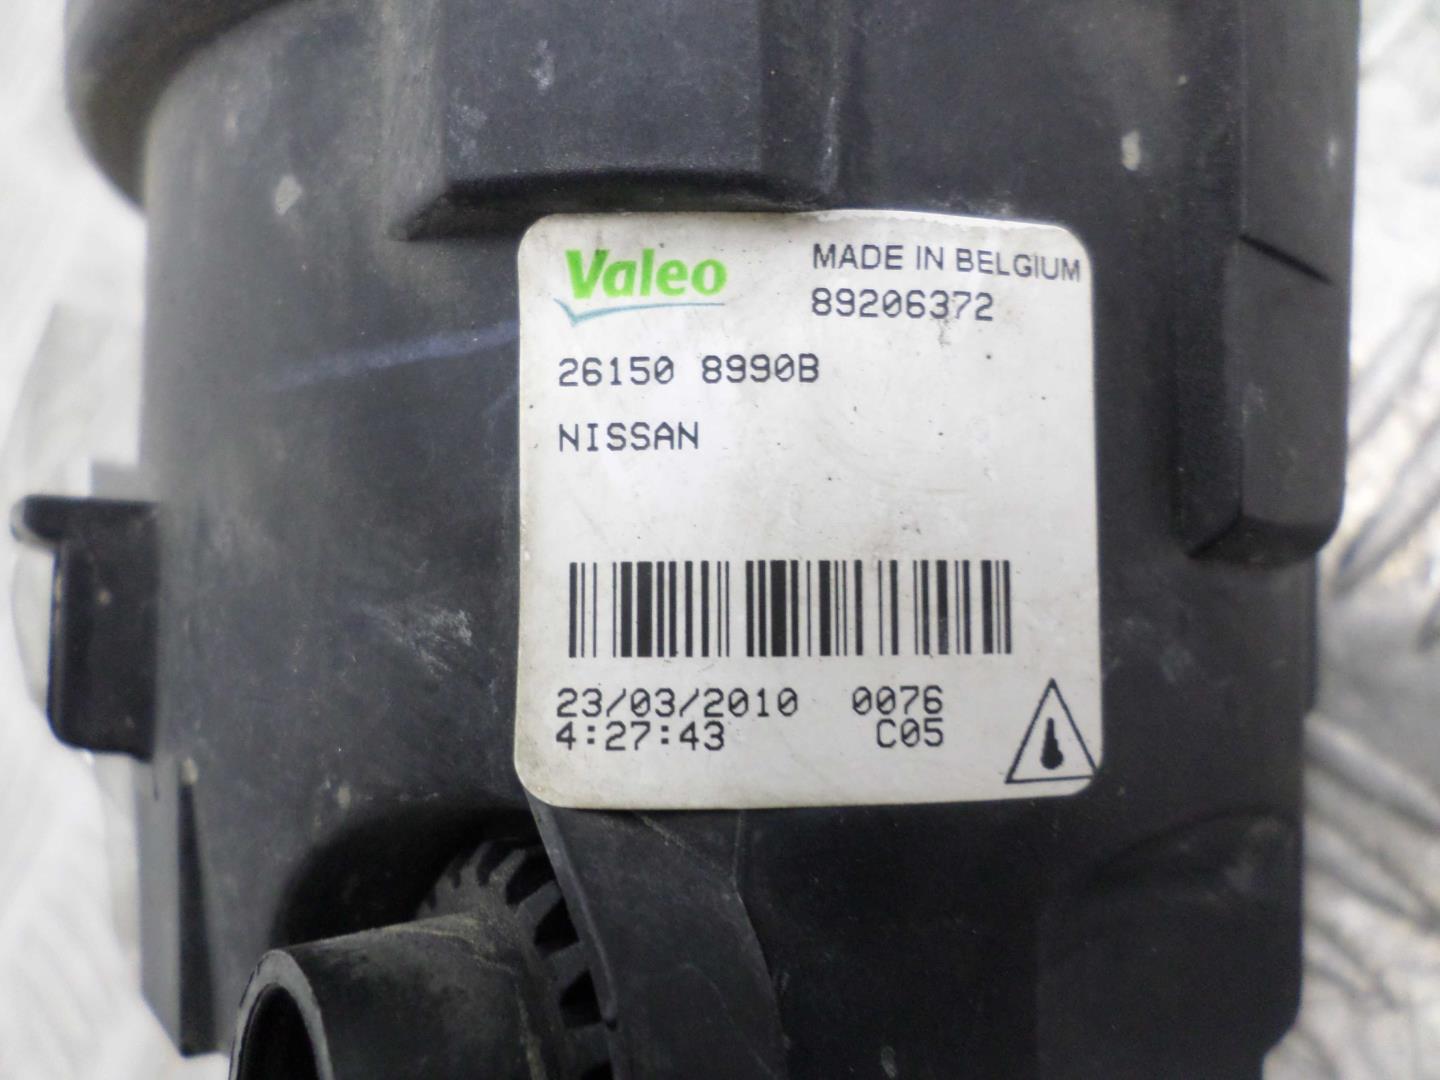 Valeo
MADE IN BELGIUM
89206372
26150 8990B
NISSAN
23/03/2010 0076
4:27:43 C05